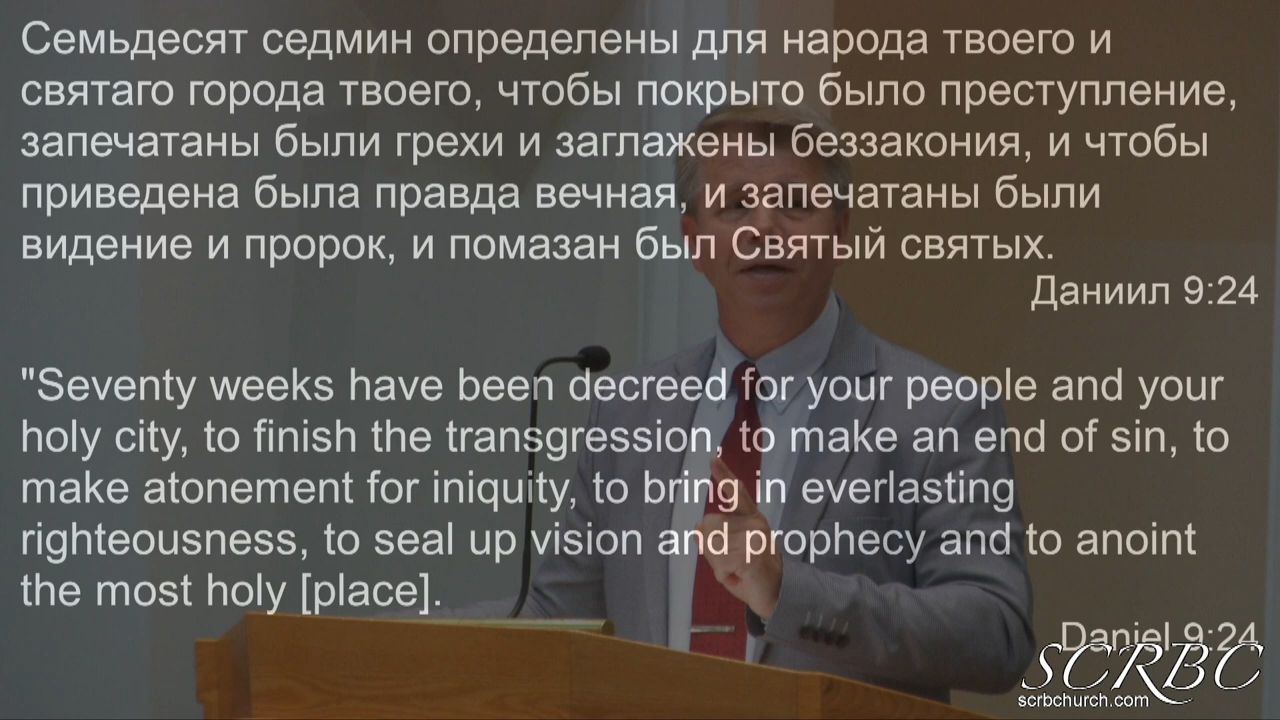 Семьдесят седмин определены для народа твоего и
святаго города твоего, чтобы покрыто было преступление,
запечатаны были грехи и заглажены беззакония, и чтобы
приведена была правда вечная, и запечатаны были
видение и пророк, и помазан был Святый святых.
Даниил 9:24
"Seventy weeks have been decreed for your people and your
holy city, to finish the transgression, to make an end of sin, to
make atonement for iniquity, to bring in everlasting
righteousness, to seal up vision and prophecy and to anoint
the most holy [place].
Daniel 9:24
SCRBC
scrbchurch.com